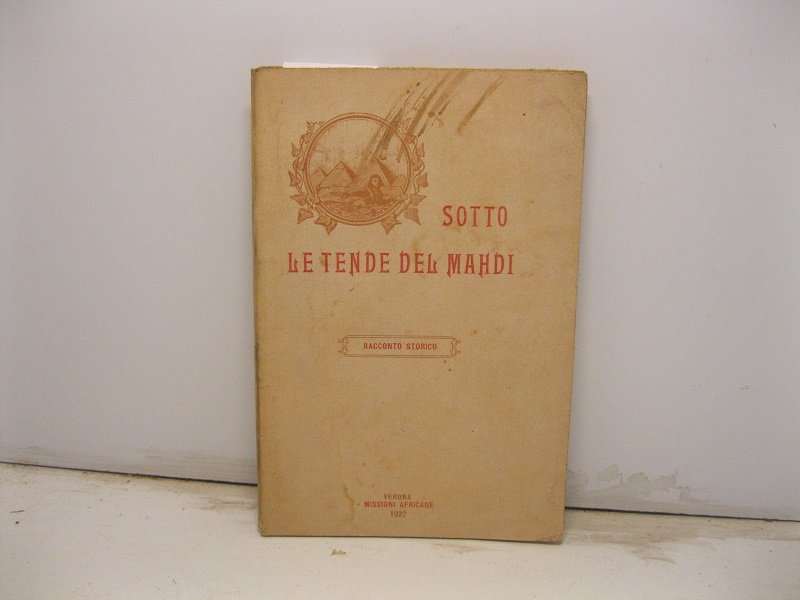 SOTTO
LE TENDE DEL MAHDI
RACCONTO STORICO
VERONA
MISSIONI AFRICANE
1922